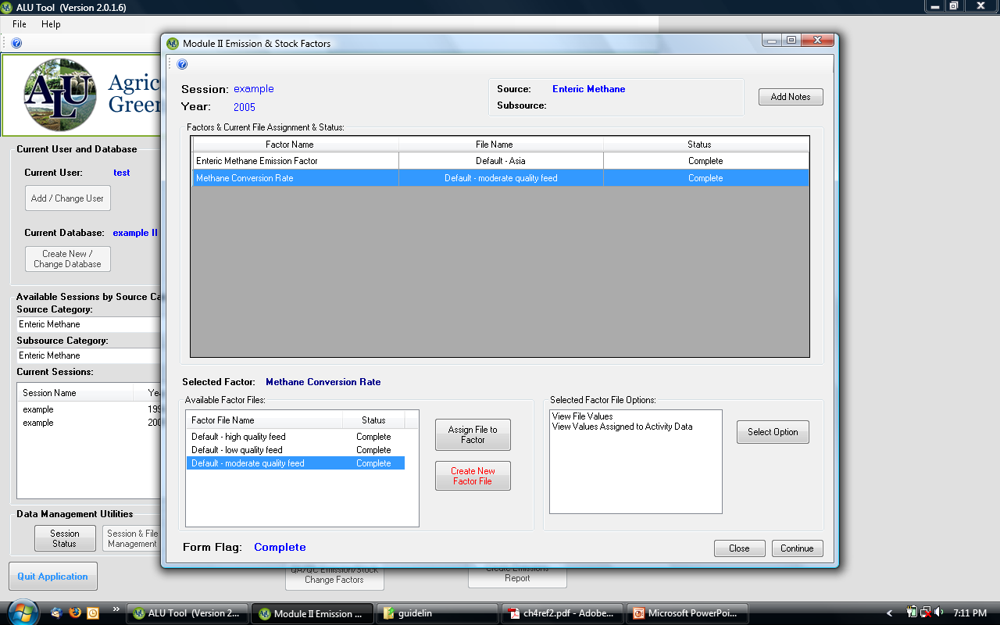 ALU Tool (Version 2.0.1.6)
File Help
Module II Emission & Stock Factors
ALU
Agric
Green
Session: example
Year: 2005
Source: Enteric Methane
Subsource:
Add Notes
Factors & Current File Assignment & Status:
Factor Name File Name Status
Enteric Methane Emission Factor Default - Asia Complete
Methane Conversion Rate Default - moderate quality feed Complete
Current User and Database
Current User: test
Add / Change User
Current Database: example II
Create New /
Change Database
Available Sessions by Source Ca
Source Category:
Enteric Methane
Subsource Category:
Enteric Methane
Current Sessions:
Session Name Yea
example 199
example 200
Selected Factor: Methane Conversion Rate
Available Factor Files:
Factor File Name Status
Default - high quality feed Complete
Default - low quality feed Complete
Default - moderate quality feed Complete
Assign File to
Factor
Create New
Factor File
Selected Factor File Options:
View File Values
View Values Assigned to Activity Data
Select Option
Data Management Utilities
Session
Status
Session & File
Management
Form Flag: Complete
Close Continue
Quit Application
QA/QC Emission/Stock
Change Factors
Create Emissions
Report
ALU Tool (Version 2...
Module II Emission ...
guidelin
ch4ref2.pdf - Adobe...
Microsoft PowerPoi...
7:11 PM